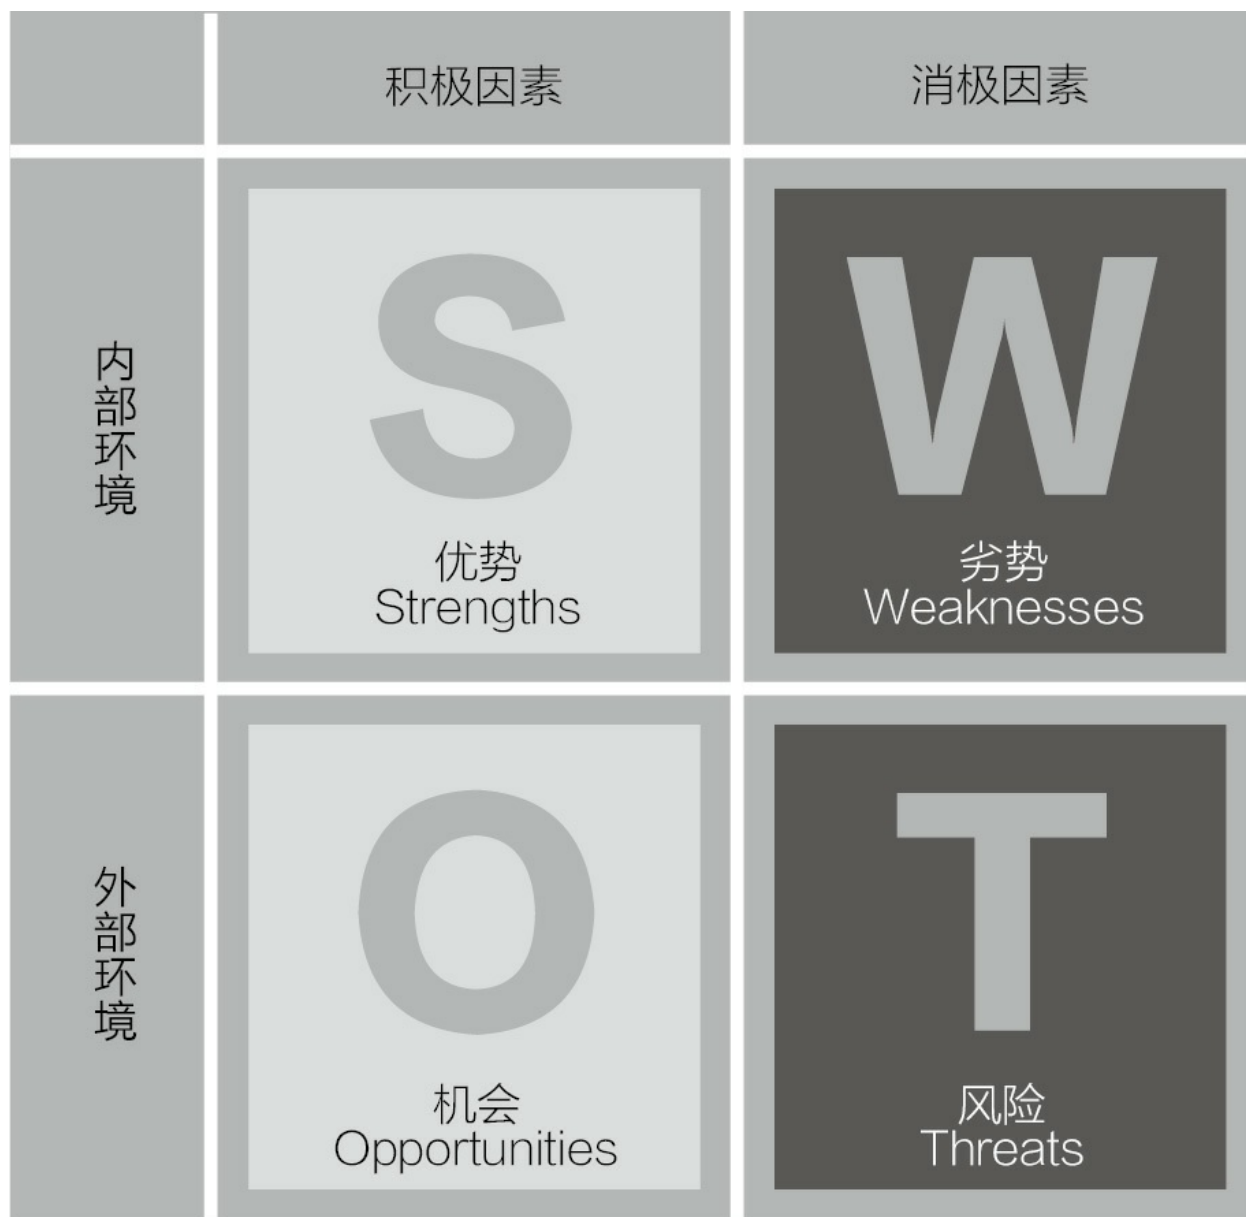 积极因素
消极因素
内部环境
S
优势
Strengths
W
劣势
Weaknesses
外部环境
O
机会
Opportunities
T
风险
Threats